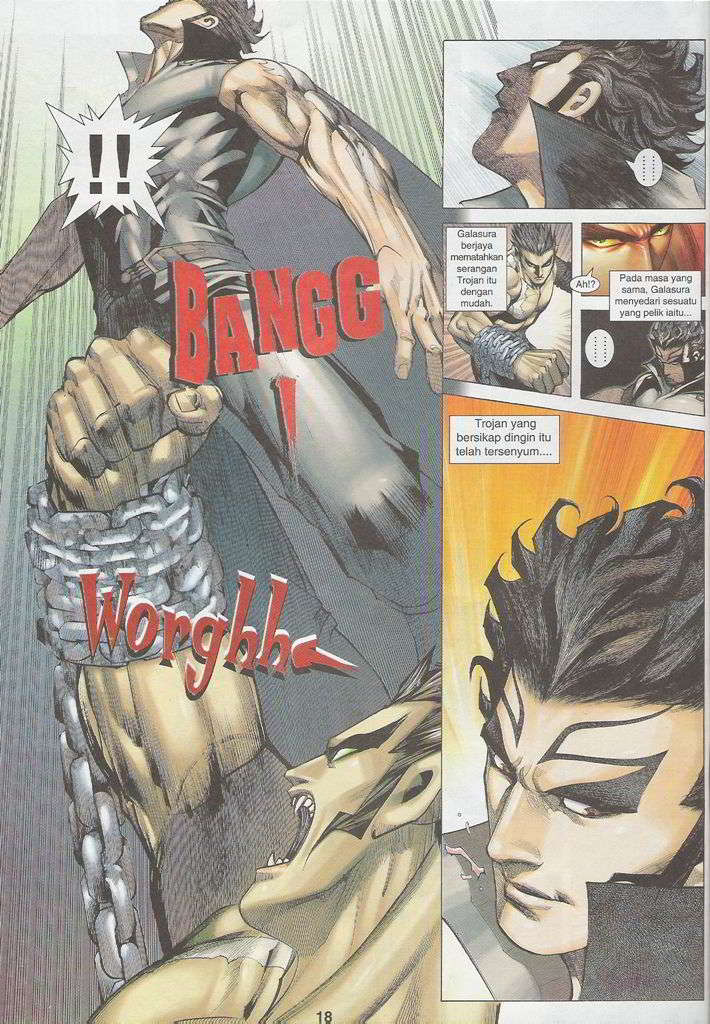 !!
BANGG
!
Worghh
......
Galasura
berjaya
mematahkan
serangan
Trojan itu
dengan
mudah.
Ah!?
Pada masa yang
sama, Galasura
menyedari sesuatu
yang pelik iaitu...
......
Trojan yang
bersikap dingin itu
telah tersenyum....
18